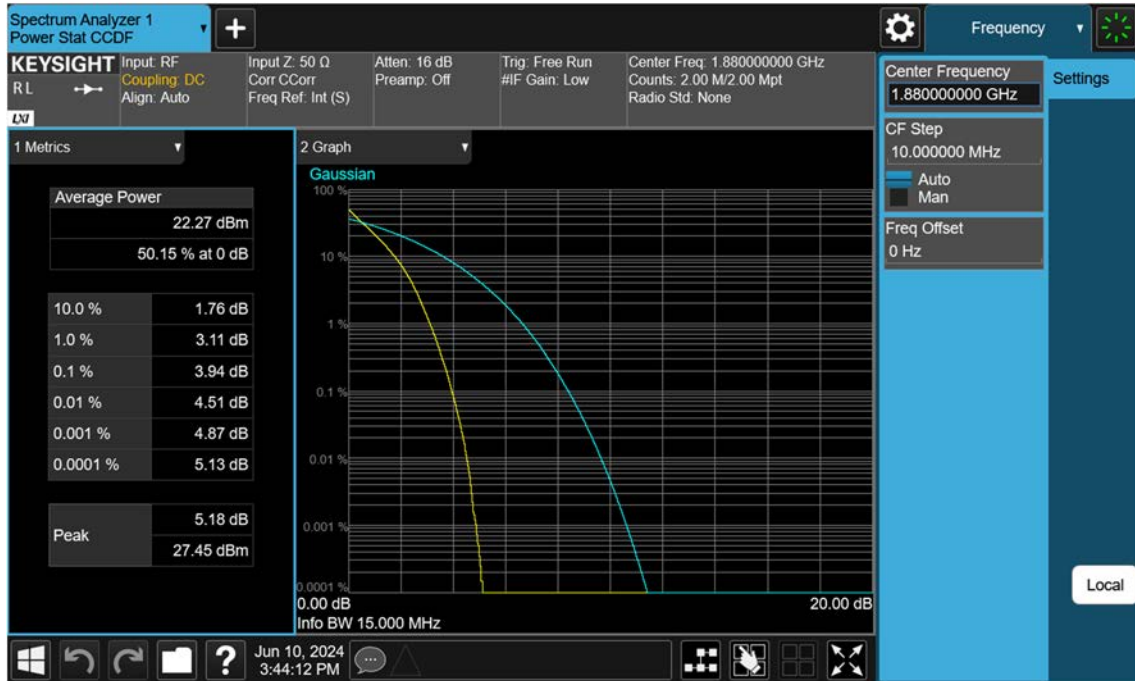 Spectrum Analyzer 1
Power Stat CCDF
Frequency
KEYSIGHT
RL
LXI
Input: RF
Coupling: DC
Align: Auto
Input Z: 50 Ω
Corr CCorr
Freq Ref: Int (S)
Atten: 16 dB
Preamp: Off
Trig: Free Run
#IF Gain: Low
Center Freq: 1.880000000 GHz
Counts: 2.00 M/2.00 Mpt
Radio Std: None
Center Frequency
1.880000000 GHz
Settings
CF Step
10.000000 MHz
Auto
Man
Freq Offset
0 Hz
Local
1 Metrics
Average Power
22.27 dBm
50.15 % at 0 dB
10.0 % 1.76 dB
1.0 % 3.11 dB
0.1 % 3.94 dB
0.01 % 4.51 dB
0.001 % 4.87 dB
0.0001 % 5.13 dB
Peak
5.18 dB
27.45 dBm
2 Graph
Gaussian
100 %
10 %
1 %
0.1 %
0.01 %
0.001 %
0.0001 %
0.00 dB 20.00 dB
Info BW 15.000 MHz
?
Jun 10, 2024
3:44:12 PM